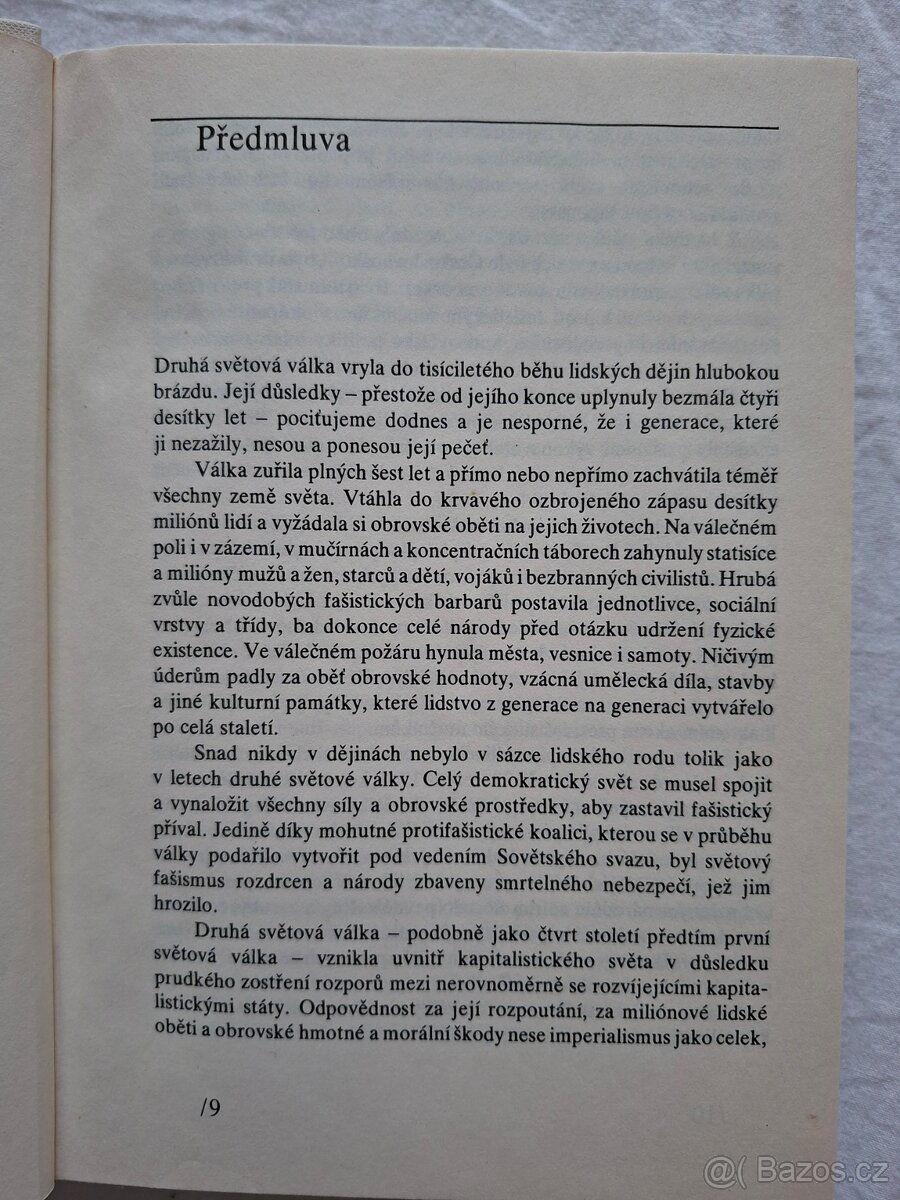 Předmluva
Druhá světová válka vryla do tisíciletého běhu lidských dějin hlubokou
brázdu. Její důsledky – přestože od jejího konce uplynuly bezmála čtyři
desítky let – pociťujeme dodnes a je nesporné, že i generace, které
ji nezažily, nesou a ponesou její pečeť.
Válka zuřila plných šest let a přímo nebo nepřímo zachvátila téměř
všechny země světa. Vtáhla do krvavého ozbrojeného zápasu desítky
miliónů lidí a vyžádala si obrovské oběti na jejich životech. Na válečném
poli i v zázemí, v mučírnách a koncentračních táborech zahynuly statisíce
a milióny mužů a žen, starců a dětí, vojáků i bezbranných civilistů. Hrubá
zvůle novodobých fašistických barbarů postavila jednotlivce, sociální
vrstvy a třídy, ba dokonce celé národy před otázku udržení fyzické
existence. Ve válečném požáru hynula města, vesnice i samoty. Ničivým
úderům padly za oběť obrovské hodnoty, vzácná umělecká díla, stavby
a jiné kulturní památky, které lidstvo z generace na generaci vytvářelo
po celá staletí.
Snad nikdy v dějinách nebylo v sázce lidského rodu tolik jako
v letech druhé světové války. Celý demokratický svět se musel spojit
a vynaložit všechny síly a obrovské prostředky, aby zastavil fašistický
příval. Jedině díky mohutné protifašistické koalici, kterou se v průběhu
války podařilo vytvořit pod vedením Sovětského svazu, byl světový
fašismus rozdrcen a národy zbaveny smrtelného nebezpečí, jež jim
hrozilo.
Druhá světová válka – podobně jako čtvrt století předtím první
světová válka – vznikla uvnitř kapitalistického světa v důsledku
prudkého zostření rozporů mezi nerovnoměrně se rozvíjejícími kapita-
listickými státy. Odpovědnost za její rozpoutání, za miliónové lidské
oběti a obrovské hmotné a morální škody nese imperialismus jako celek,
/9
@( Bazos.cz